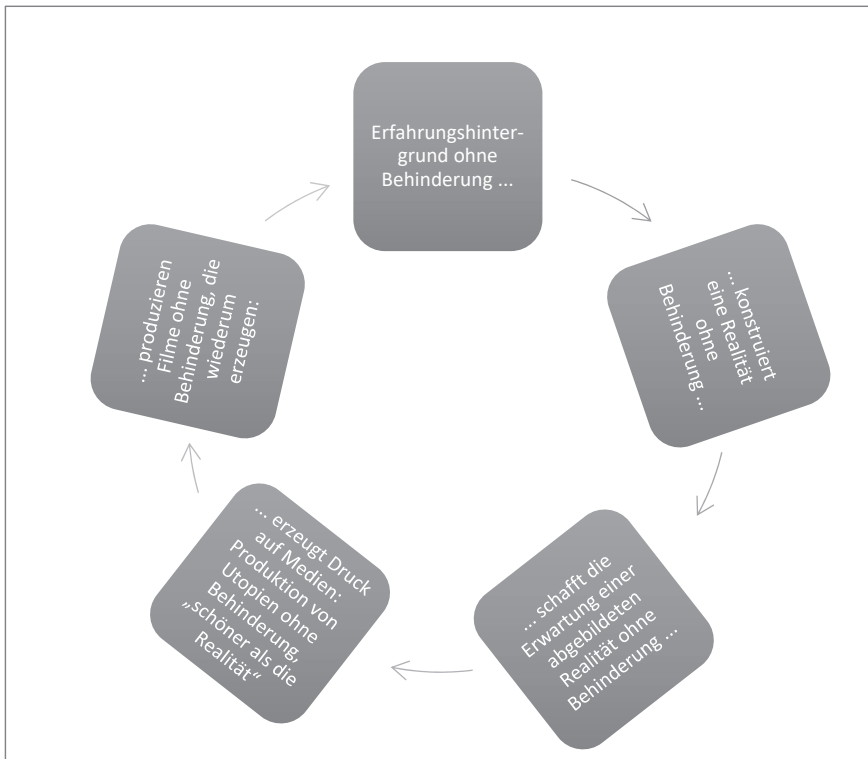 Erfahrungshinter-
grund ohne
Behinderung ...
... konstruiert
eine Realität
ohne
Behinderung ...
... schafft die
Erwartung einer
abgebildeten
Realität ohne
Behinderung ...
... erzeugt Druck
auf Medien:
Produktion von
Utopien ohne
Behinderung,
„schöner als die
Realität“
... produzieren
Filme ohne
Behinderung, die
wiederum
erzeugen: